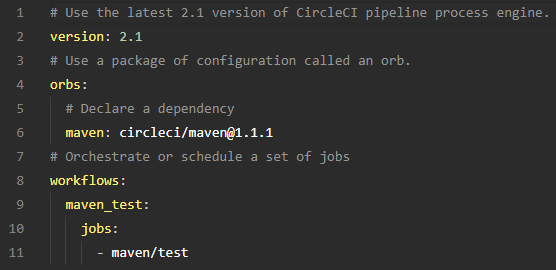 1 # Use the latest 2.1 version of CircleCI pipeline process engine.
2 version: 2.1
3 # Use a package of configuration called an orb.
4 orbs:
5 # Declare a dependency
6 maven: circleci/maven@1.1.1
7 # Orchestrate or schedule a set of jobs
8 workflows:
9 maven_test:
10 jobs:
11 - maven/test